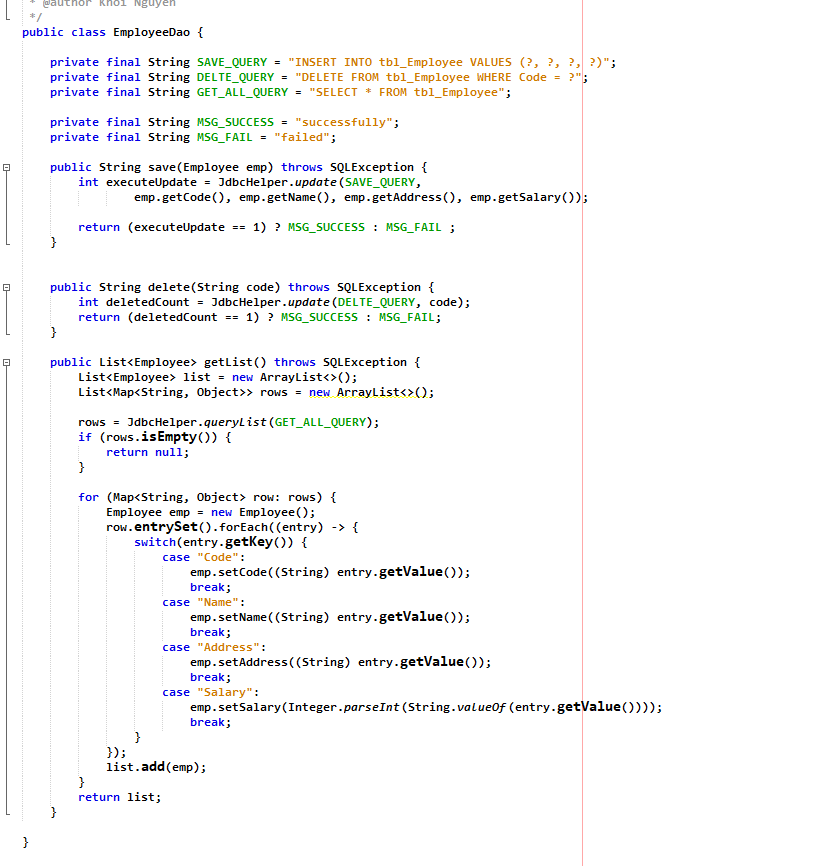 * @author Khoi Nguyen
*/
public class EmployeeDao {
private final String SAVE_QUERY = "INSERT INTO tbl_Employee VALUES (?, ?, ?, ?)";
private final String DELTE_QUERY = "DELETE FROM tbl_Employee WHERE Code = ?";
private final String GET_ALL_QUERY = "SELECT * FROM tbl_Employee";
private final String MSG_SUCCESS = "successfully";
private final String MSG_FAIL = "failed";
public String save(Employee emp) throws SQLException {
int executeUpdate = JdbcHelper.update(SAVE_QUERY,
emp.getCode(), emp.getName(), emp.getAddress(), emp.getSalary());
return (executeUpdate == 1) ? MSG_SUCCESS : MSG_FAIL ;
}
public String delete(String code) throws SQLException {
int deletedCount = JdbcHelper.update(DELTE_QUERY, code);
return (deletedCount == 1) ? MSG_SUCCESS : MSG_FAIL;
}
public List<Employee> getList() throws SQLException {
List<Employee> list = new ArrayList<>();
List<Map<String, Object>> rows = new ArrayList<>();
rows = JdbcHelper.queryList(GET_ALL_QUERY);
if (rows.isEmpty()) {
return null;
}
for (Map<String, Object> row: rows) {
Employee emp = new Employee();
row.entrySet().forEach((entry) -> {
switch(entry.getKey()) {
case "Code":
emp.setCode((String) entry.getValue());
break;
case "Name":
emp.setName((String) entry.getValue());
break;
case "Address":
emp.setAddress((String) entry.getValue());
break;
case "Salary":
emp.setSalary(Integer.parseInt(String.valueOf(entry.getValue())));
break;
}
});
list.add(emp);
}
return list;
}
}